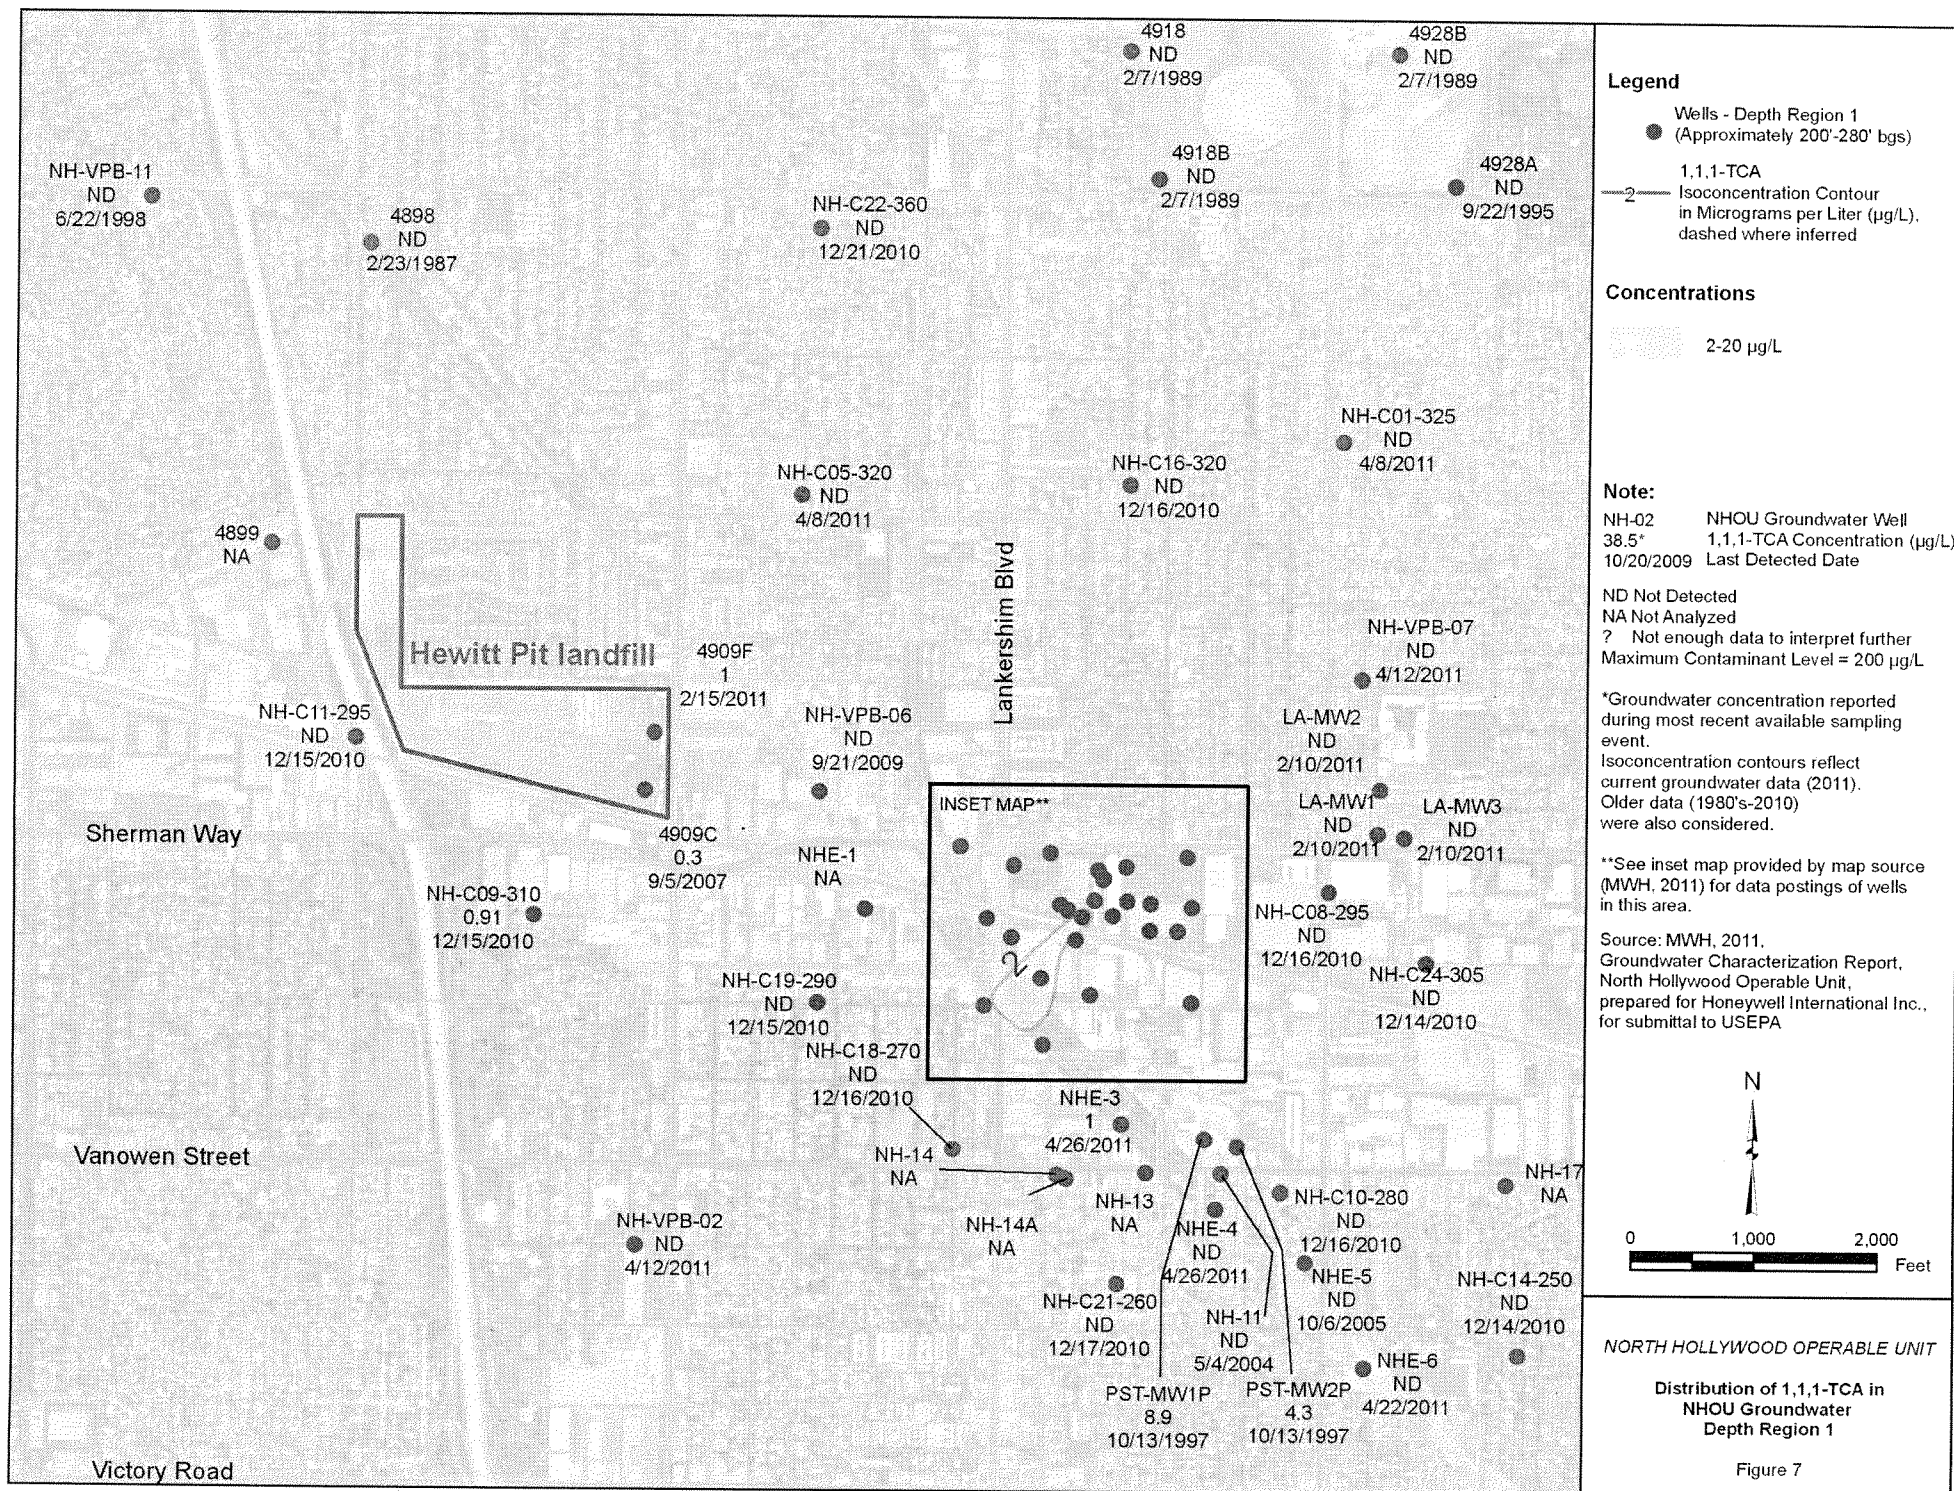 4918
ND
2/7/1989
4928B
ND
2/7/1989
NH-VPB-11
ND
6/22/1998
4898
ND
2/23/1987
NH-C22-360
ND
12/21/2010
4918B
ND
2/7/1989
4928A
ND
9/22/1995
NH-C01-325
ND
4/8/2011
NH-C05-320
ND
4/8/2011
NH-C16-320
ND
12/16/2010
4899
NA
Lankershim Blvd
Hewitt Pit landfill
4909F
1
2/15/2011
NH-VPB-07
ND
4/12/2011
NH-C11-295
ND
12/15/2010
NH-VPB-06
ND
9/21/2009
LA-MW2
ND
2/10/2011
LA-MW1
ND
2/10/2011
LA-MW3
ND
2/10/2011
INSET MAP**
2
Sherman Way
4909C
0.3
9/5/2007
NHE-1
NA
NH-C09-310
0.91
12/15/2010
NH-C08-295
ND
12/16/2010
NH-C24-305
ND
12/14/2010
NH-C19-290
ND
12/15/2010
NH-C18-270
ND
12/16/2010
NHE-3
1
4/26/2011
Vanowen Street
NH-14
NA
NH-13
NA
NH-14A
NA
NH-17
NA
NH-C10-280
ND
12/16/2010
NHE-4
ND
4/26/2011
NH-VPB-02
ND
4/12/2011
NHE-5
ND
10/6/2005
NH-C14-250
ND
12/14/2010
NH-C21-260
ND
12/17/2010
NH-11
ND
5/4/2004
NHE-6
ND
4/22/2011
PST-MW1P
8.9
10/13/1997
PST-MW2P
4.3
10/13/1997
Victory Road
Legend
Wells - Depth Region 1
(Approximately 200'-280' bgs)
2
1,1,1-TCA
Isoconcentration Contour
in Micrograms per Liter (µg/L),
dashed where inferred
Concentrations
2-20 µg/L
Note:
NH-02 NHOU Groundwater Well
38.5* 1,1,1-TCA Concentration (µg/L)
10/20/2009 Last Detected Date
ND Not Detected
NA Not Analyzed
? Not enough data to interpret further
Maximum Contaminant Level = 200 µg/L
*Groundwater concentration reported
during most recent available sampling
event.
Isoconcentration contours reflect
current groundwater data (2011).
Older data (1980's-2010)
were also considered.
**See inset map provided by map source
(MWH, 2011) for data postings of wells
in this area.
Source: MWH, 2011,
Groundwater Characterization Report,
North Hollywood Operable Unit,
prepared for Honeywell International Inc.,
for submittal to USEPA
N
0 1,000 2,000
Feet
NORTH HOLLYWOOD OPERABLE UNIT
Distribution of 1,1,1-TCA in
NHOU Groundwater
Depth Region 1
Figure 7